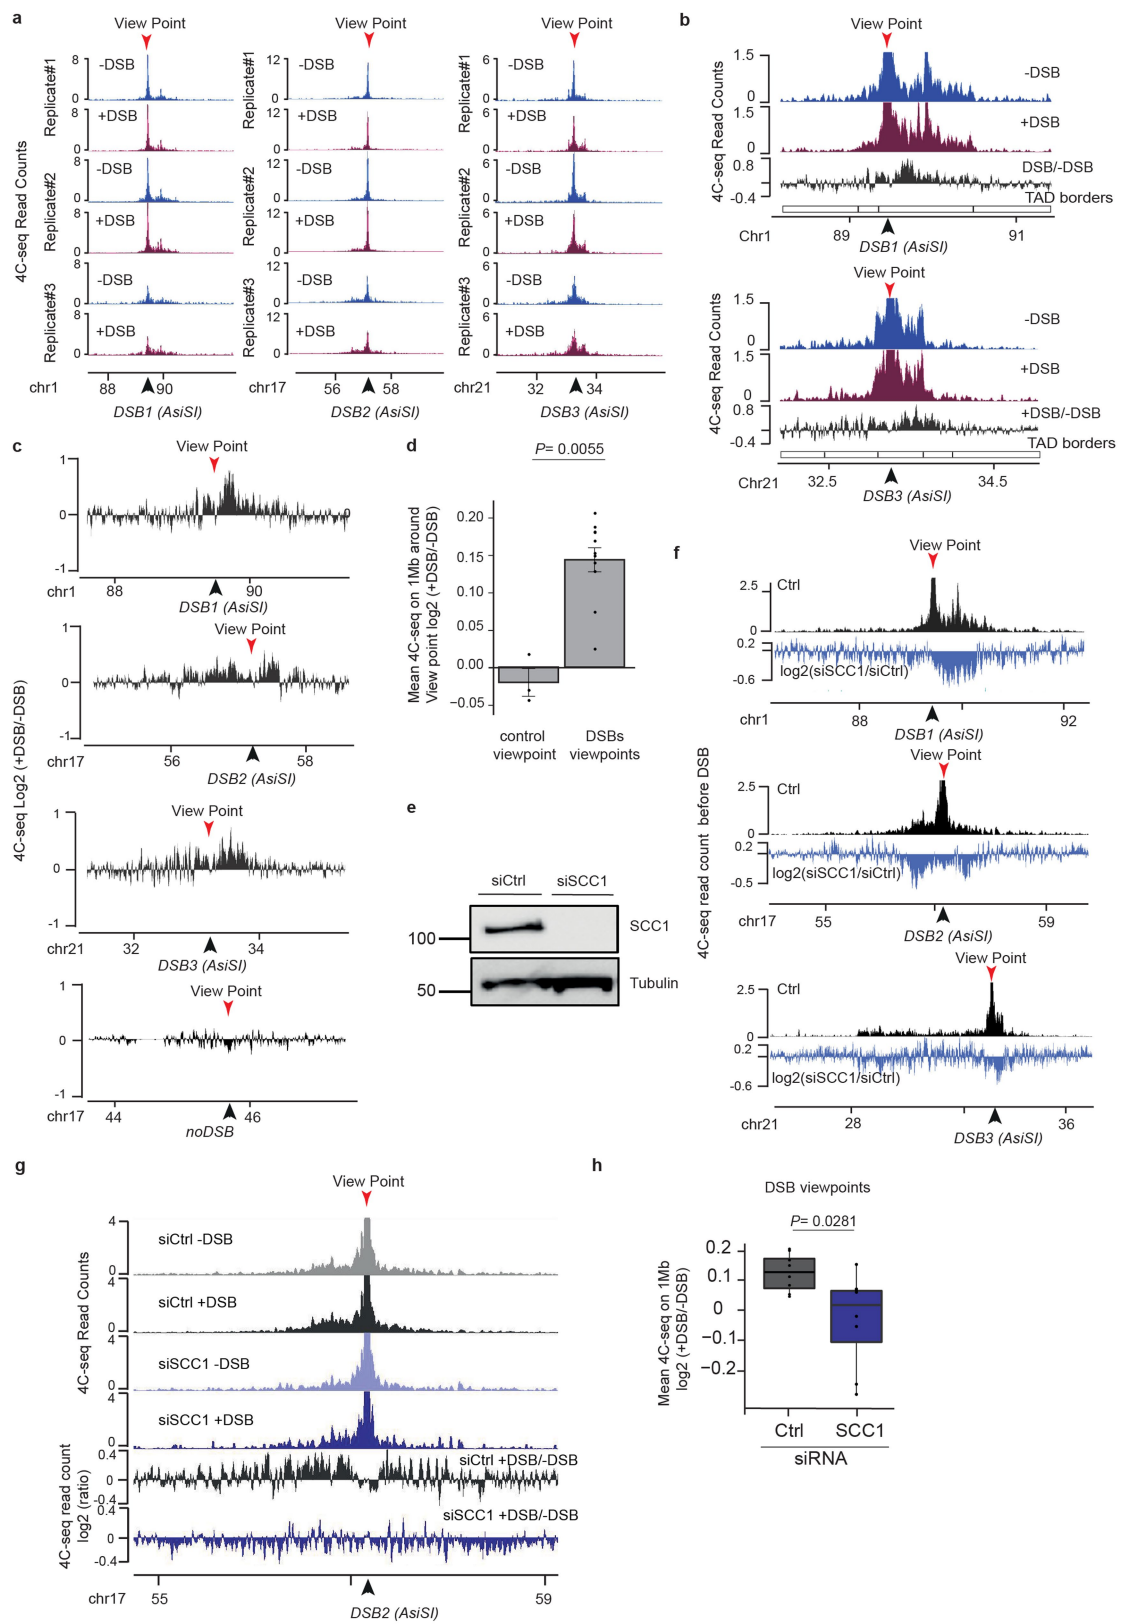 a
View Point
View Point
View Point
4C-seq Read Counts
Replicate#1
8
-DSB
0
8
+DSB
0
Replicate#2
8
-DSB
0
8
+DSB
0
Replicate#3
8
-DSB
0
8
+DSB
0
chr1
88
90
DSB1 (AsiSI)
Replicate#1
12
-DSB
0
12
+DSB
0
Replicate#2
12
-DSB
0
12
+DSB
0
Replicate#3
12
-DSB
0
12
+DSB
0
chr17
56
58
DSB2 (AsiSI)
Replicate#1
6
-DSB
0
6
+DSB
0
Replicate#2
6
-DSB
0
6
+DSB
0
Replicate#3
6
-DSB
0
6
+DSB
0
chr21
32
34
DSB3 (AsiSI)
b
View Point
4C-seq Read Counts
1.5
-DSB
0
1.5
+DSB
0
0.8
DSB/-DSB
-0.4
TAD borders
Chr1
89
91
DSB1 (AsiSI)
View Point
4C-seq Read Counts
1.5
-DSB
0
1.5
+DSB
0
0.8
+DSB/-DSB
-0.4
TAD borders
Chr21
32.5
34.5
DSB3 (AsiSI)
c
4C-seq Log2 (+DSB/-DSB)
View Point
1
0
0
-1
chr1
88
90
DSB1 (AsiSI)
View Point
1
0
-1
chr17
56
58
DSB2 (AsiSI)
View Point
1
0
-1
chr21
32
34
DSB3 (AsiSI)
View Point
1
0
-1
chr17
44
46
noDSB
d
P= 0.0055
Mean 4C-seq on 1Mb around
View point log2 (+DSB/-DSB)
0.20
0.15
0.10
0.05
0.00
−0.05
control
viewpoint
DSBs
viewpoints
e
siCtrl
siSCC1
100
SCC1
50
Tubulin
f
4C-seq read count before DSB
View Point
2.5
Ctrl
0
0.2
-0.6
log2(siSCC1/siCtrl)
chr1
88
92
DSB1 (AsiSI)
View Point
2.5
Ctrl
0
0.2
-0.5
log2(siSCC1/siCtrl)
chr17
55
59
DSB2 (AsiSI)
View Point
2.5
Ctrl
0
0.2
-0.6
log2(siSCC1/siCtrl)
chr21
28
36
DSB3 (AsiSI)
g
View Point
4C-seq Read Counts
4
siCtrl -DSB
0
4
siCtrl +DSB
0
4
siSCC1 -DSB
0
4
siSCC1 +DSB
0
4C-seq read count
log2 (ratio)
0.4
siCtrl +DSB/-DSB
0
-0.4
0.4
siSCC1 +DSB/-DSB
0
-0.4
chr17
55
59
DSB2 (AsiSI)
h
DSB viewpoints
P= 0.0281
Mean 4C-seq on 1Mb
log2 (+DSB/-DSB)
0.2
0.1
0
−0.1
−0.2
Ctrl
SCC1
siRNA